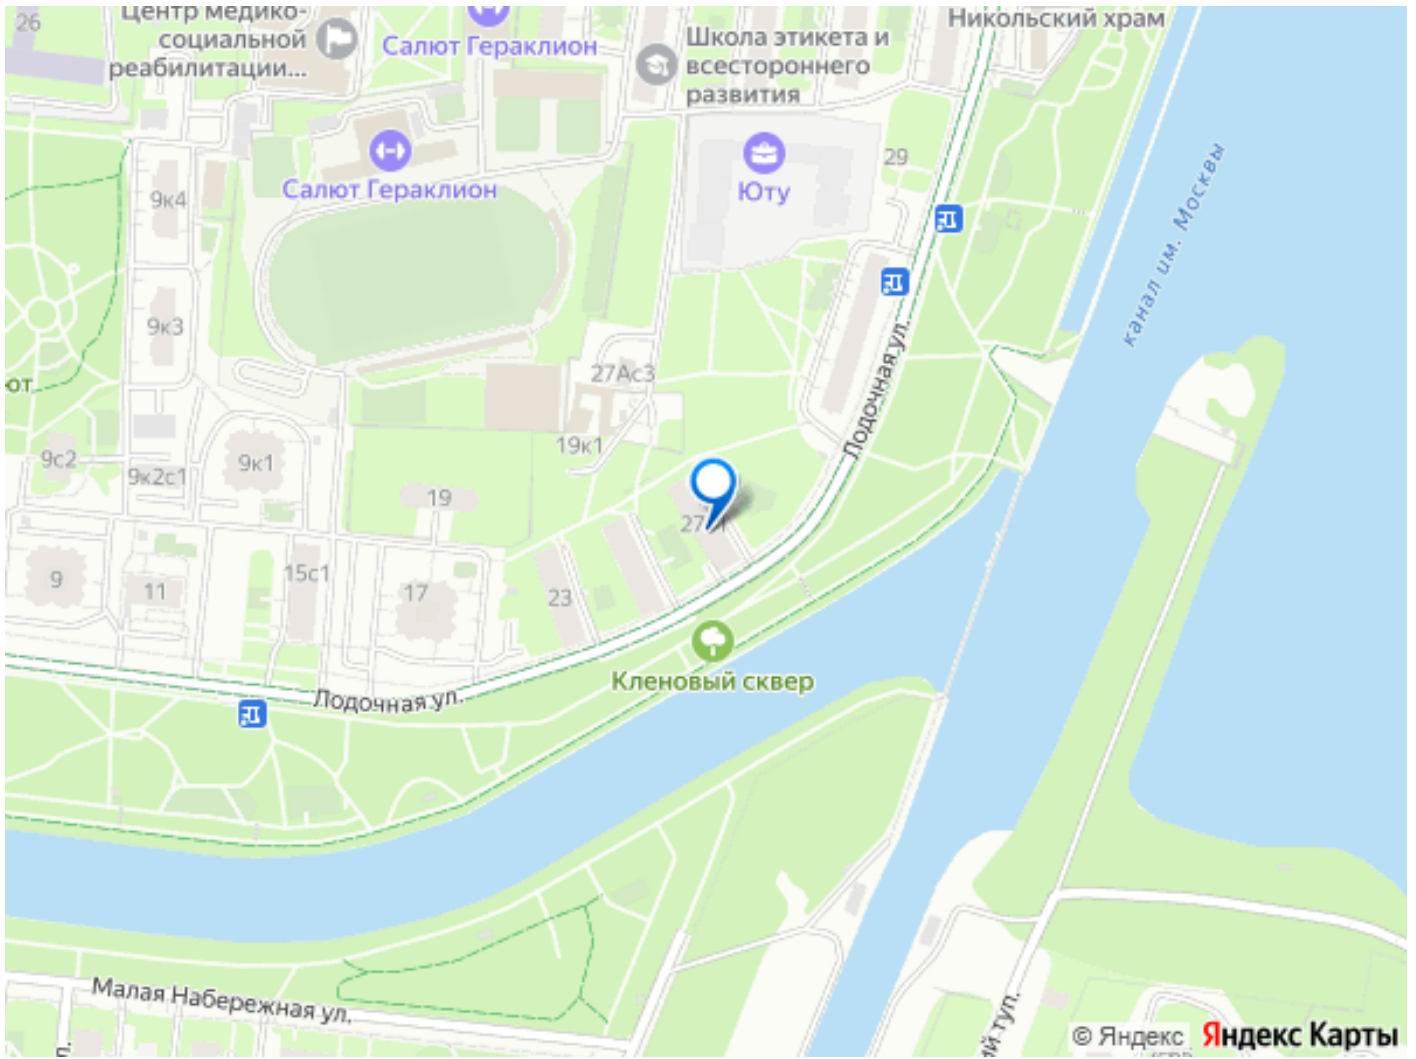 26
Центр медико-
социальной
реабилитации...
Салют Гераклион
Школа этикета и
всестороннего
развития
Никольский храм
Салют Гераклион
Юту
29
9к4
9к3
канал им. Москвы
27Ас3
Лодочная ул.
19к1
9с2
9к2с1
9к1
19
9
11
15с1
17
23
Кленовый сквер
Лодочная ул.
Малая Набережная ул.
© Яндекс Яндекс Карты